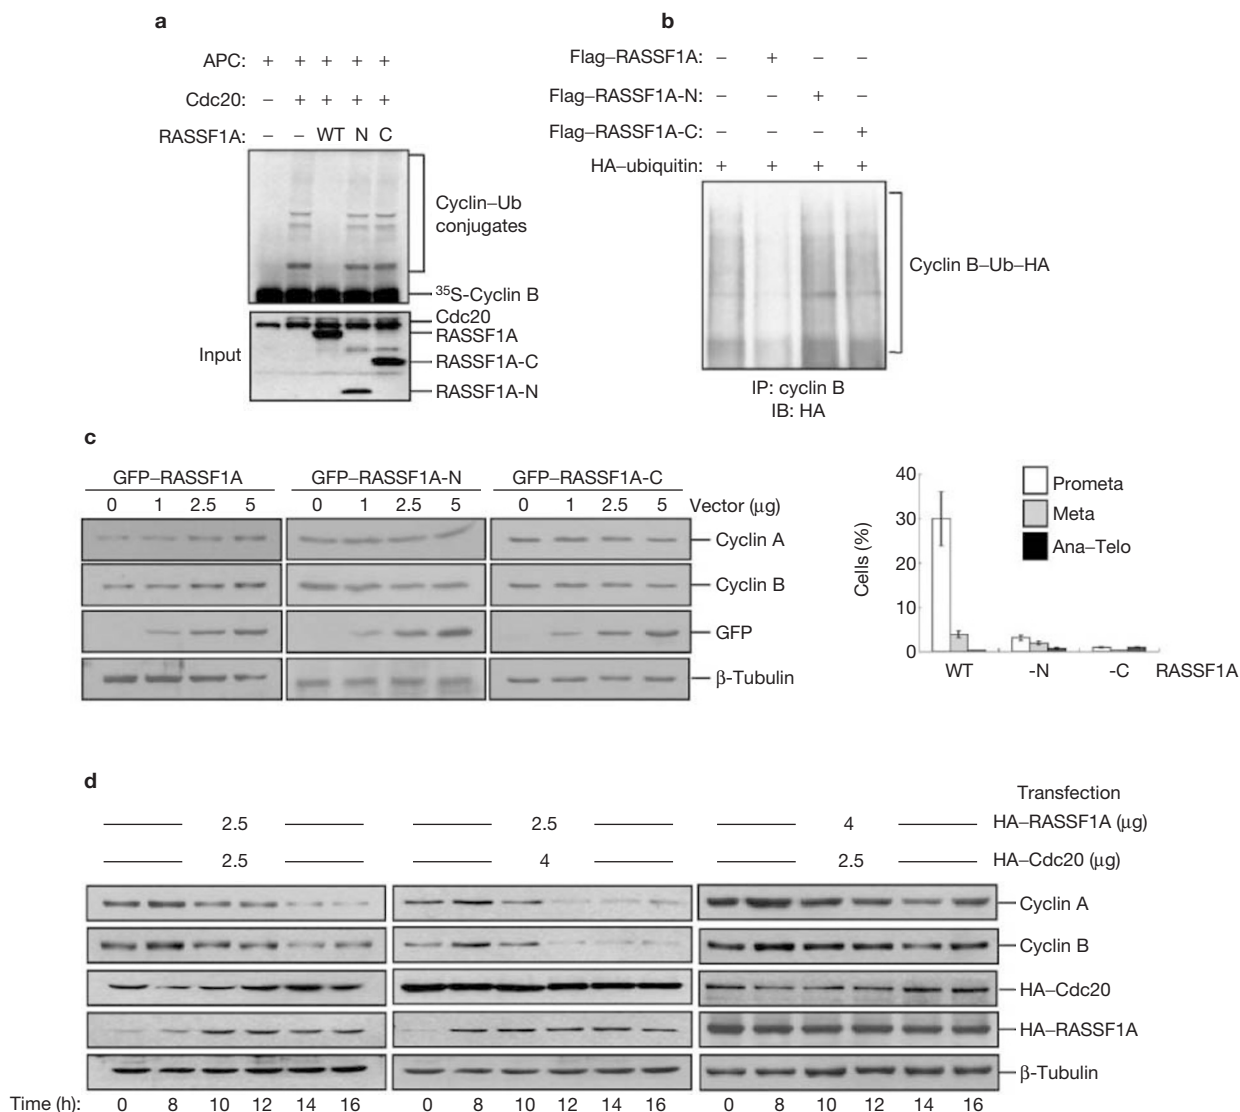 a
APC: + + + + +
Cdc20: – + + + +
RASSF1A: – – WT N C
Cyclin–Ub
conjugates
35S-Cyclin B
Cdc20
RASSF1A
Input
RASSF1A-C
RASSF1A-N
b
Flag–RASSF1A: – + – –
Flag–RASSF1A-N: – – + –
Flag–RASSF1A-C: – – – +
HA–ubiquitin: + + + +
Cyclin B–Ub–HA
IP: cyclin B
IB: HA
c
GFP–RASSF1A GFP–RASSF1A-N GFP–RASSF1A-C
0 1 2.5 5 0 1 2.5 5 0 1 2.5 5 Vector (μg)
Cyclin A
Cyclin B
GFP
β-Tubulin
40
30
20
10
0
Cells (%)
Prometa
Meta
Ana–Telo
WT -N -C RASSF1A
d
Transfection
2.5 2.5 4 HA–RASSF1A (μg)
2.5 4 2.5 HA–Cdc20 (μg)
Cyclin A
Cyclin B
HA–Cdc20
HA–RASSF1A
β-Tubulin
Time (h): 0 8 10 12 14 16 0 8 10 12 14 16 0 8 10 12 14 16